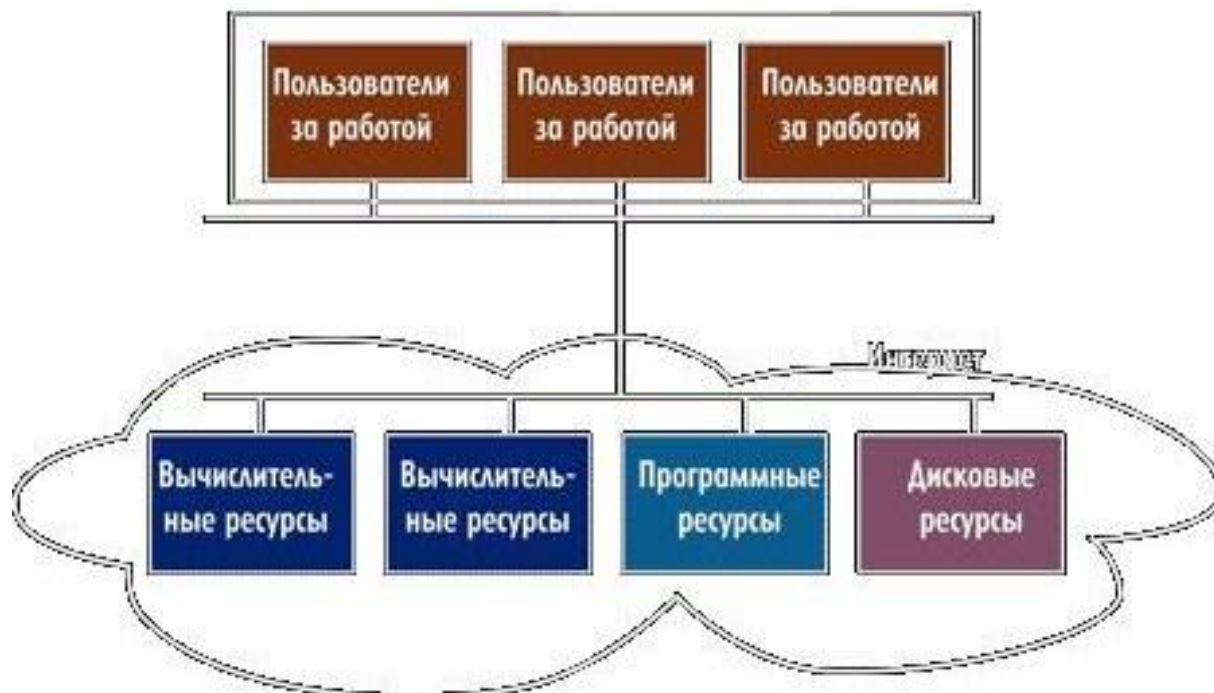 Пользователи
за работой
Пользователи
за работой
Пользователи
за работой
Интернет
Вычислитель-
ные ресурсы
Вычислитель-
ные ресурсы
Программные
ресурсы
Дисковые
ресурсы